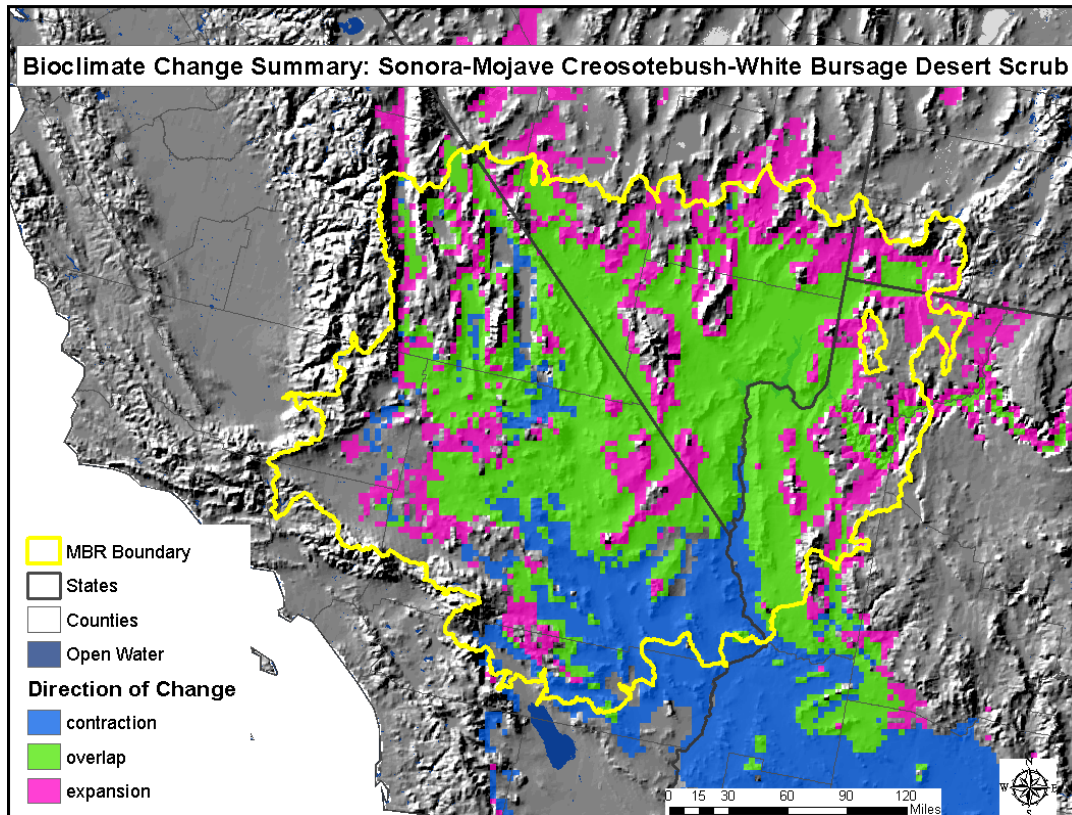 Bioclimate Change Summary: Sonora-Mojave Creosotebush-White Bursage Desert Scrub
MBR Boundary
States
Counties
Open Water
Direction of Change
contraction
overlap
expansion
0 15 30 60 90 120
Miles
N
W E
S